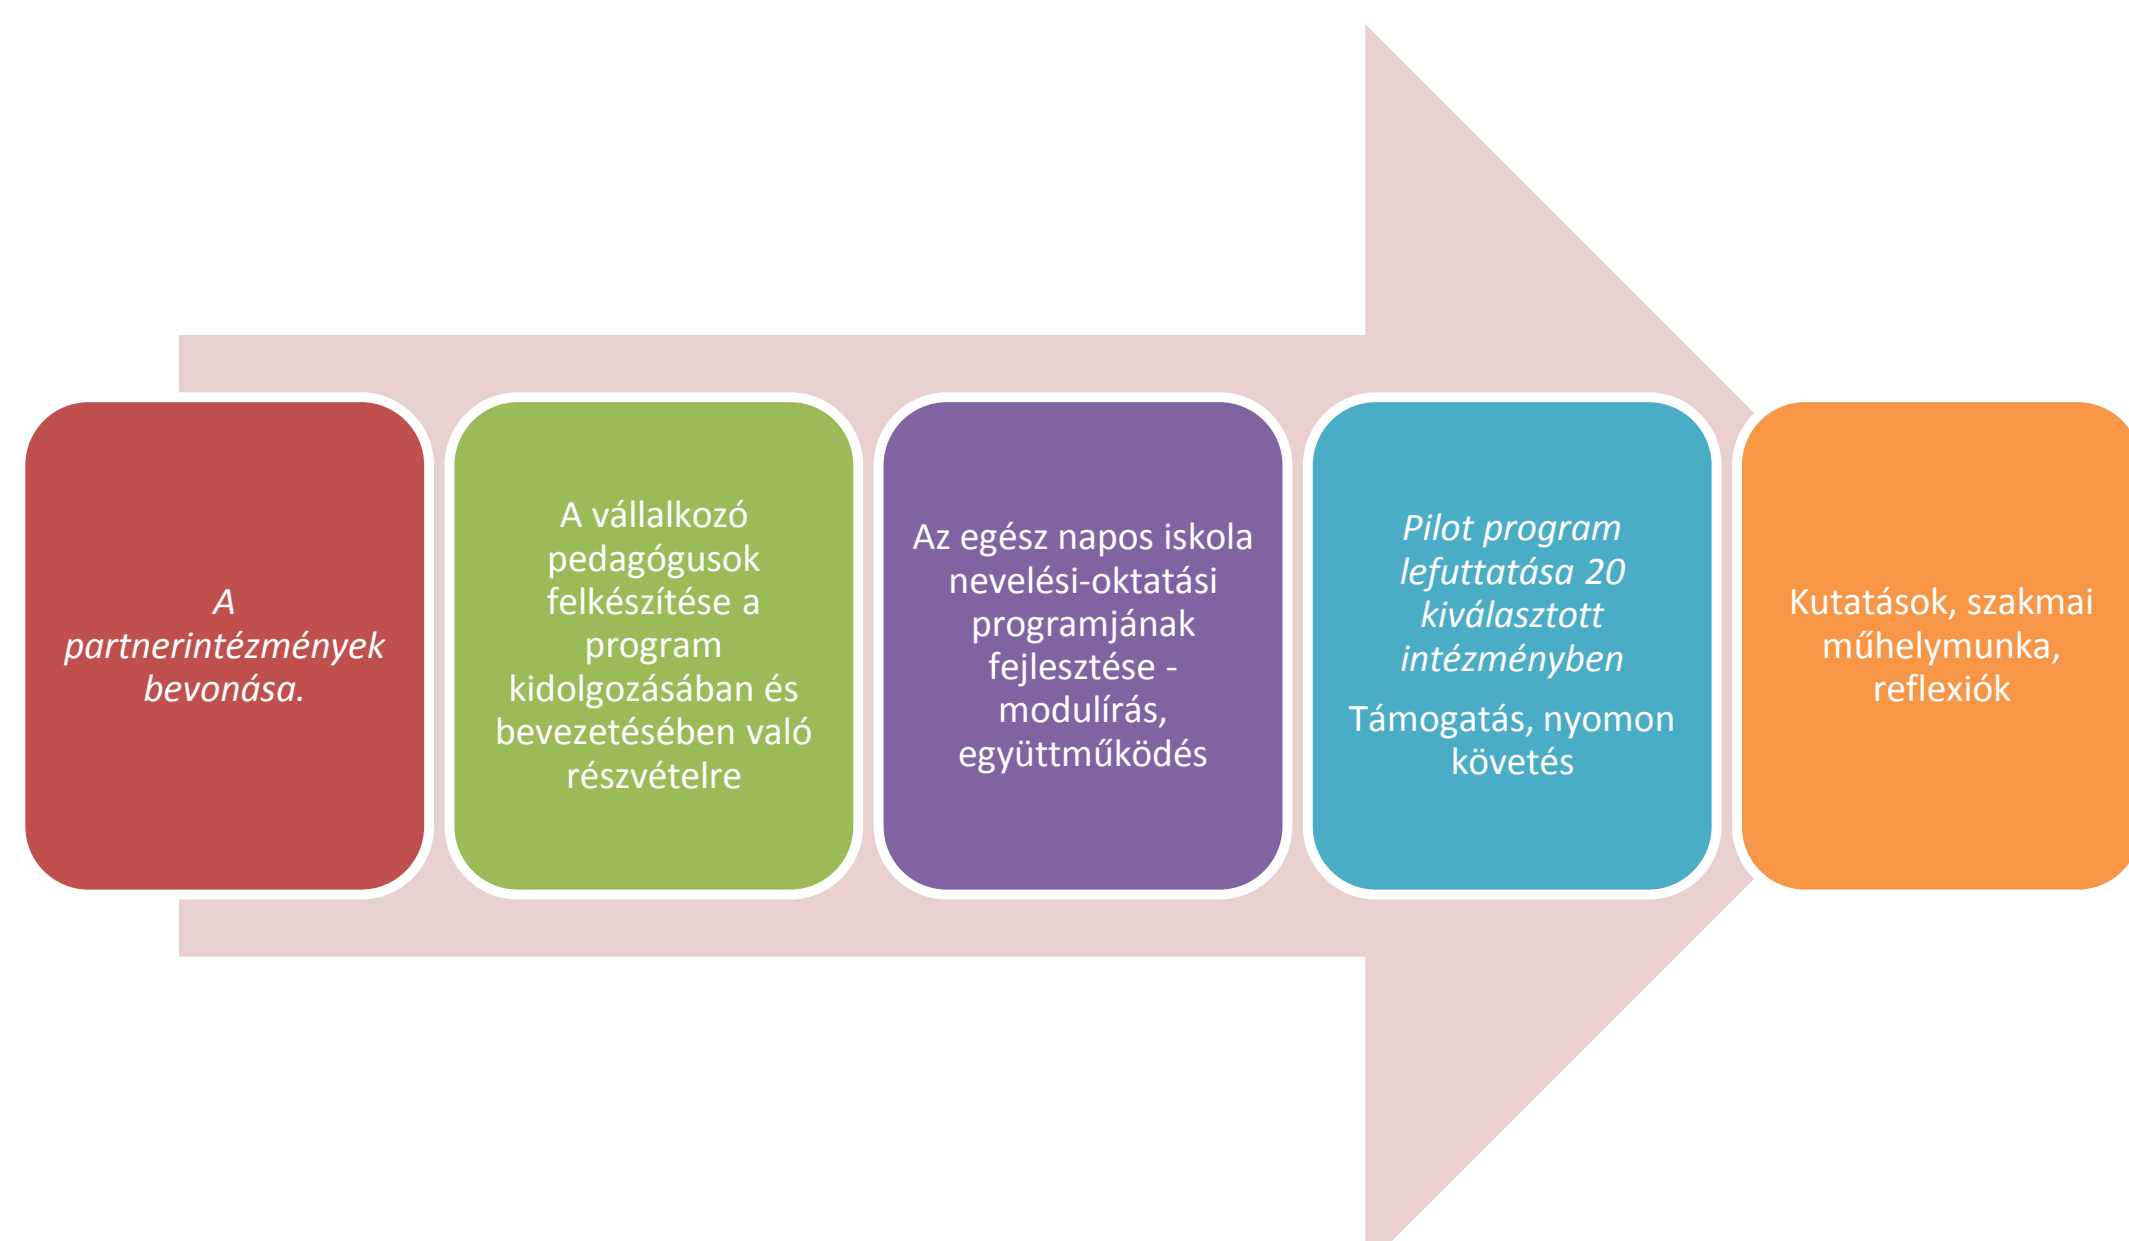 A
partnerintézmények
bevonása.
A vállalkozó
pedagógusok
felkészítése a
program
kidolgozásában és
bevezetésében való
részvételre
Az egész napos iskola
nevelési-oktatási
programjának
fejlesztése -
modulírás,
együttműködés
Pilot program
lefuttatása 20
kiválasztott
intézményben
Támogatás, nyomon
követés
Kutatások, szakmai
műhelymunka,
reflexiók